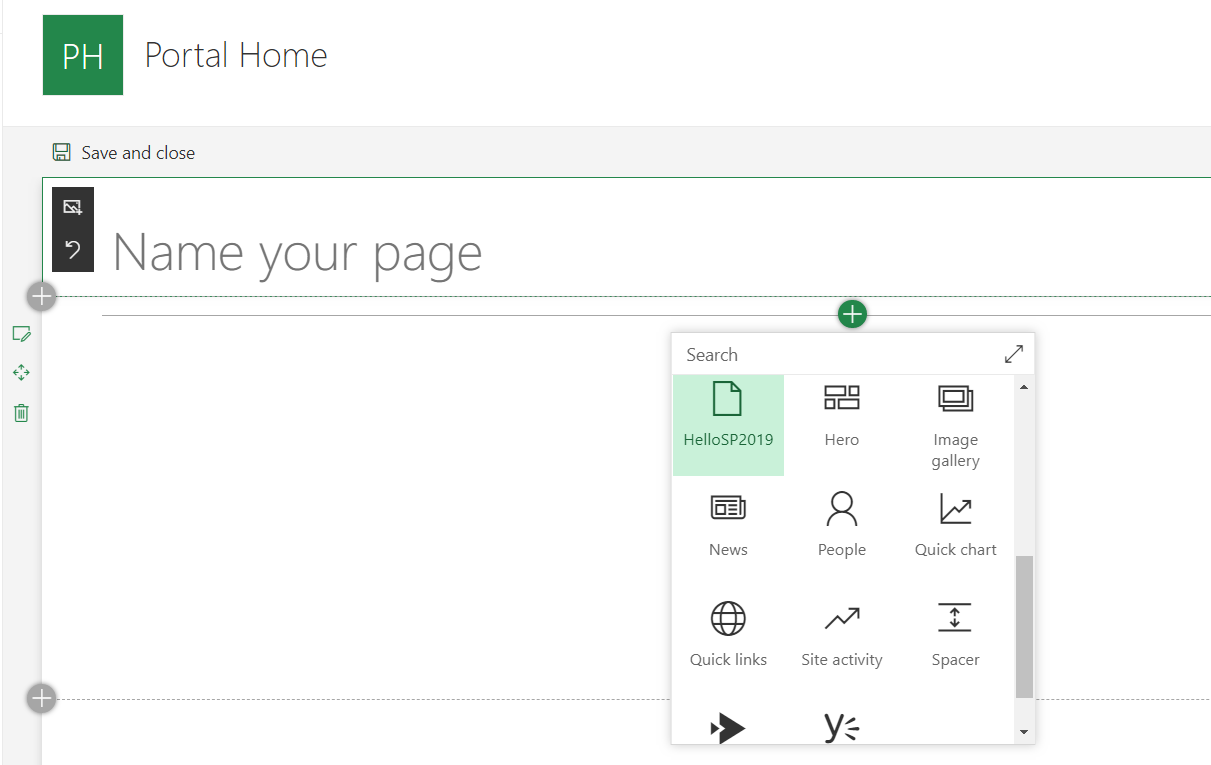 PH
Portal Home
Save and close
Name your page
Search
HelloSP2019
Hero
Image
gallery
News
People
Quick chart
Quick links
Site activity
Spacer